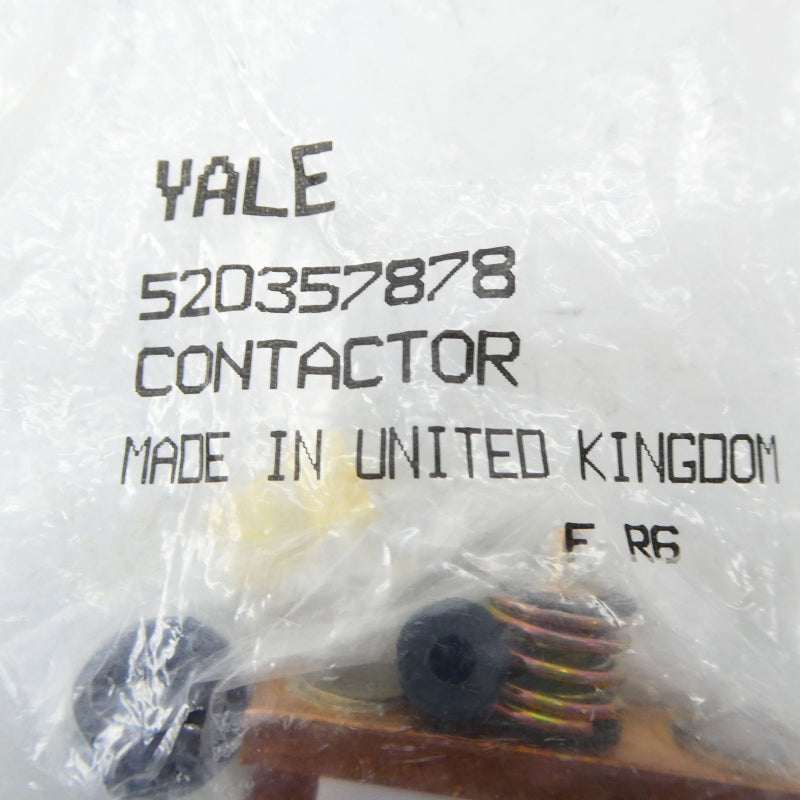 YALE
520357878
CONTACTOR
MADE IN UNITED KINGDOM
F R6